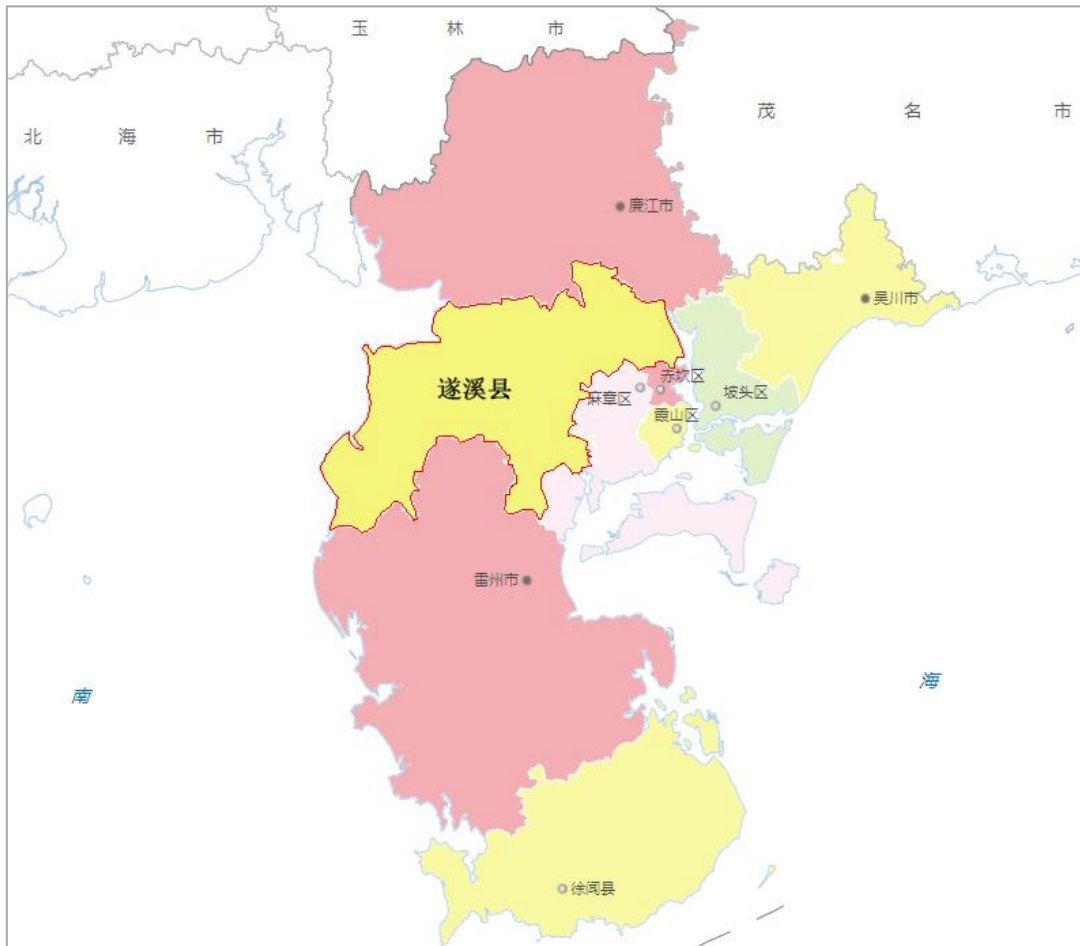 玉 林 市
茂 名 市
北 海 市
廉江市
吴川市
遂溪县
赤坎区
麻章区
坡头区
霞山区
雷州市
南 海
徐闻县